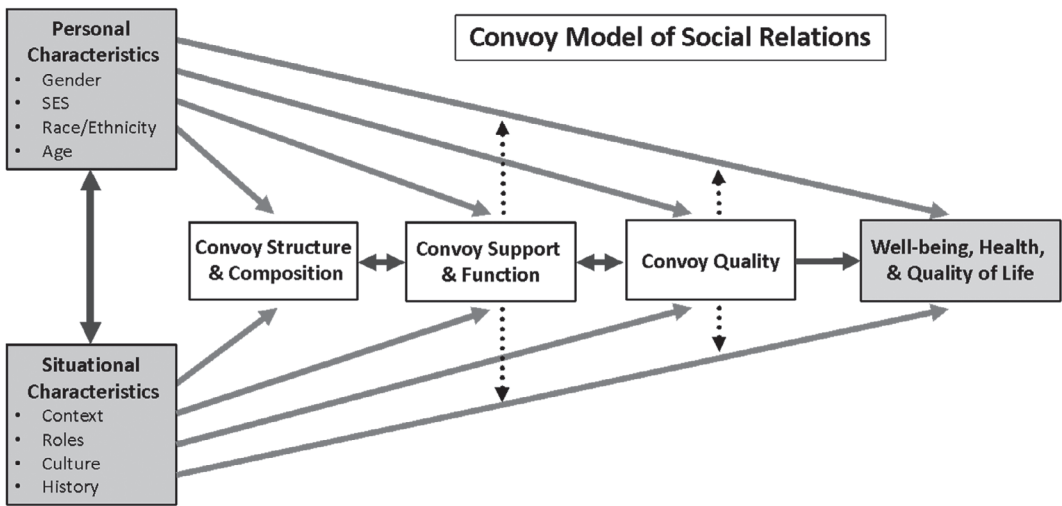 Convoy Model of Social Relations
Personal
Characteristics
• Gender
• SES
• Race/Ethnicity
• Age
Convoy Structure
& Composition
Convoy Support
& Function
Convoy Quality
Well-being, Health,
& Quality of Life
Situational
Characteristics
• Context
• Roles
• Culture
• History